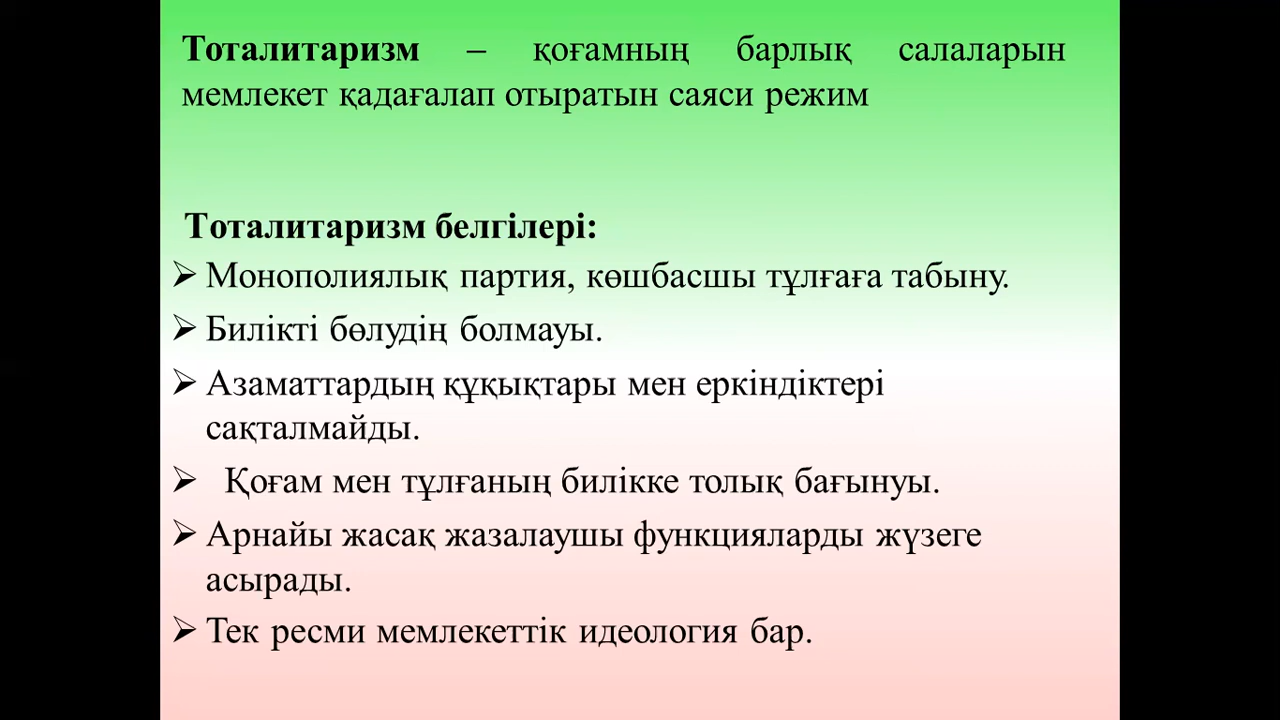 Тоталитаризм – қоғамның барлық салаларын
мемлекет қадағалап отыратын саяси режим
Тоталитаризм белгілері:
➢ Монополиялық партия, көшбасшы тұлғаға табыну.
➢ Билікті бөлудің болмауы.
➢ Азаматтардың құқықтары мен еркіндіктері
сақталмайды.
➢ Қоғам мен тұлғаның билікке толық бағынуы.
➢ Арнайы жасақ жазалаушы функцияларды жүзеге
асырады.
➢ Тек ресми мемлекеттік идеология бар.